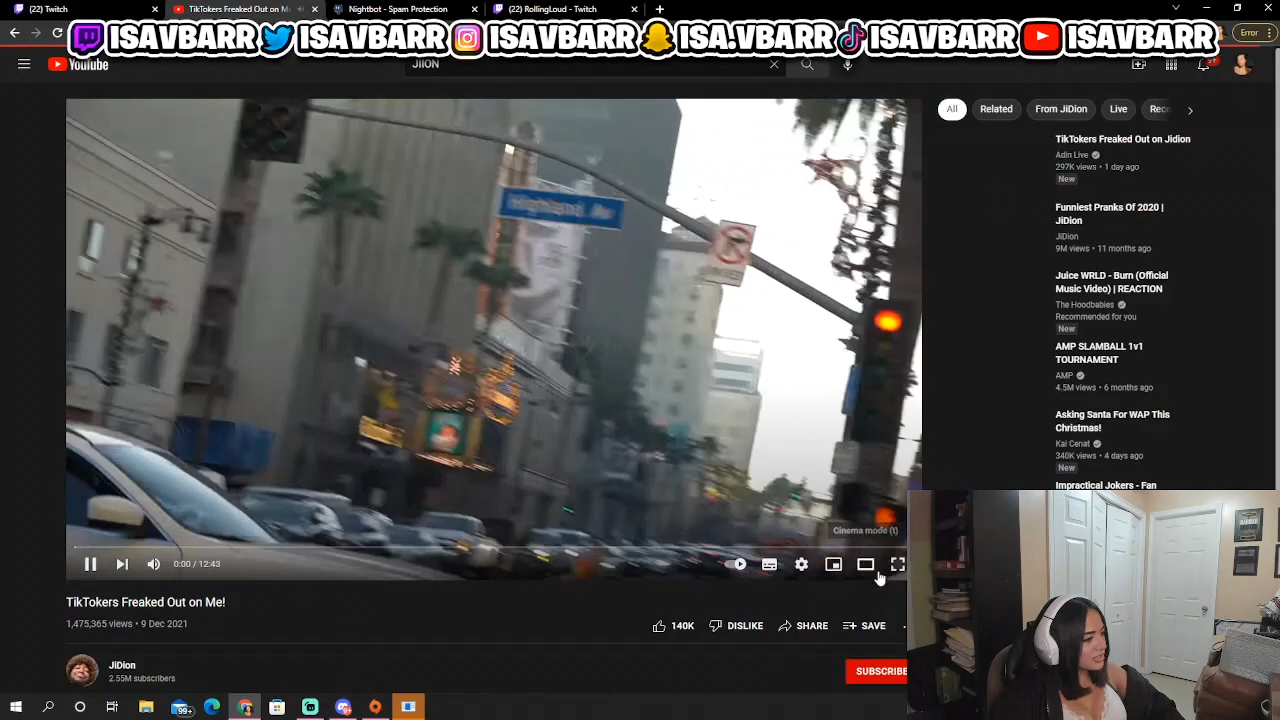 (22) Twitch
TikTokers Freaked Out on M
Nightbot - Spam Protection
(22) RollingLoud - Twitch
ISAVBARR
ISAVBARR
ISAVBARR
ISA.VBARR
ISAVBARR
ISAVBARR
Error
YouTube
JIION
Highland Av
All
Related
From JiDion
Live
Rece
TikTokers Freaked Out on Jidion
Adin Live
297K views • 1 day ago
New
Funniest Pranks Of 2020 |
JiDion
JiDion
9M views • 11 months ago
Juice WRLD - Burn (Official
Music Video) | REACTION
The Hoodbabies
Recommended for you
New
AMP SLAMBALL 1v1
TOURNAMENT
AMP
4.5M views • 6 months ago
Asking Santa For WAP This
Christmas!
Kai Cenat
340K views • 4 days ago
New
Impractical Jokers - Fan
Cinema mode (t)
0:00 / 12:43
TikTokers Freaked Out on Me!
1,475,365 views • 9 Dec 2021
140K
DISLIKE
SHARE
SAVE
JiDion
2.55M subscribers
SUBSCRIBE
99+